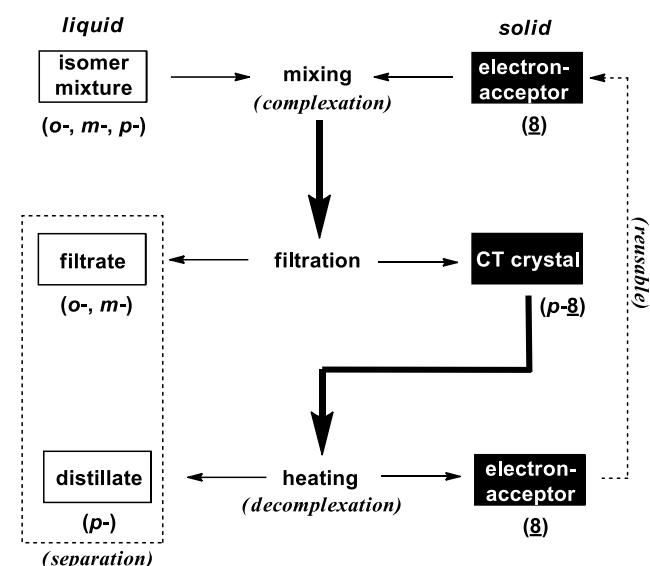 liquid
solid
isomer
mixture
mixing
electron-
acceptor
(complexation)
(o-, m-, p-)
(8)
(reusable)
filtrate
filtration
CT crystal
(o-, m-)
(p-8)
distillate
heating
electron-
acceptor
(decomplexation)
(p-)
(8)
(separation)